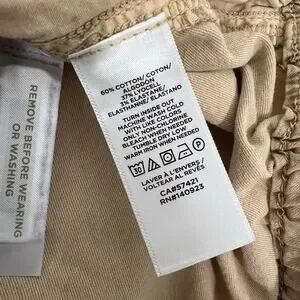 60% COTTON/ COTON/
ALGODÓN
37% LYOCELL
3% ELASTANE/
ELASTHANNE/ ELASTANO
TURN INSIDE OUT
MACHINE WASH COLD
WITH LIKE COLORS
ONLY NON-CHLORINE
BLEACH WHEN NEEDED
TUMBLE DRY LOW
WARM IRON WHEN NEEDED
30
LAVER À L'ENVERS/
VOLTEAR AL REVÉS
CA#57421
RN#140923
REMOVE BEFORE WEARING
OR WASHING